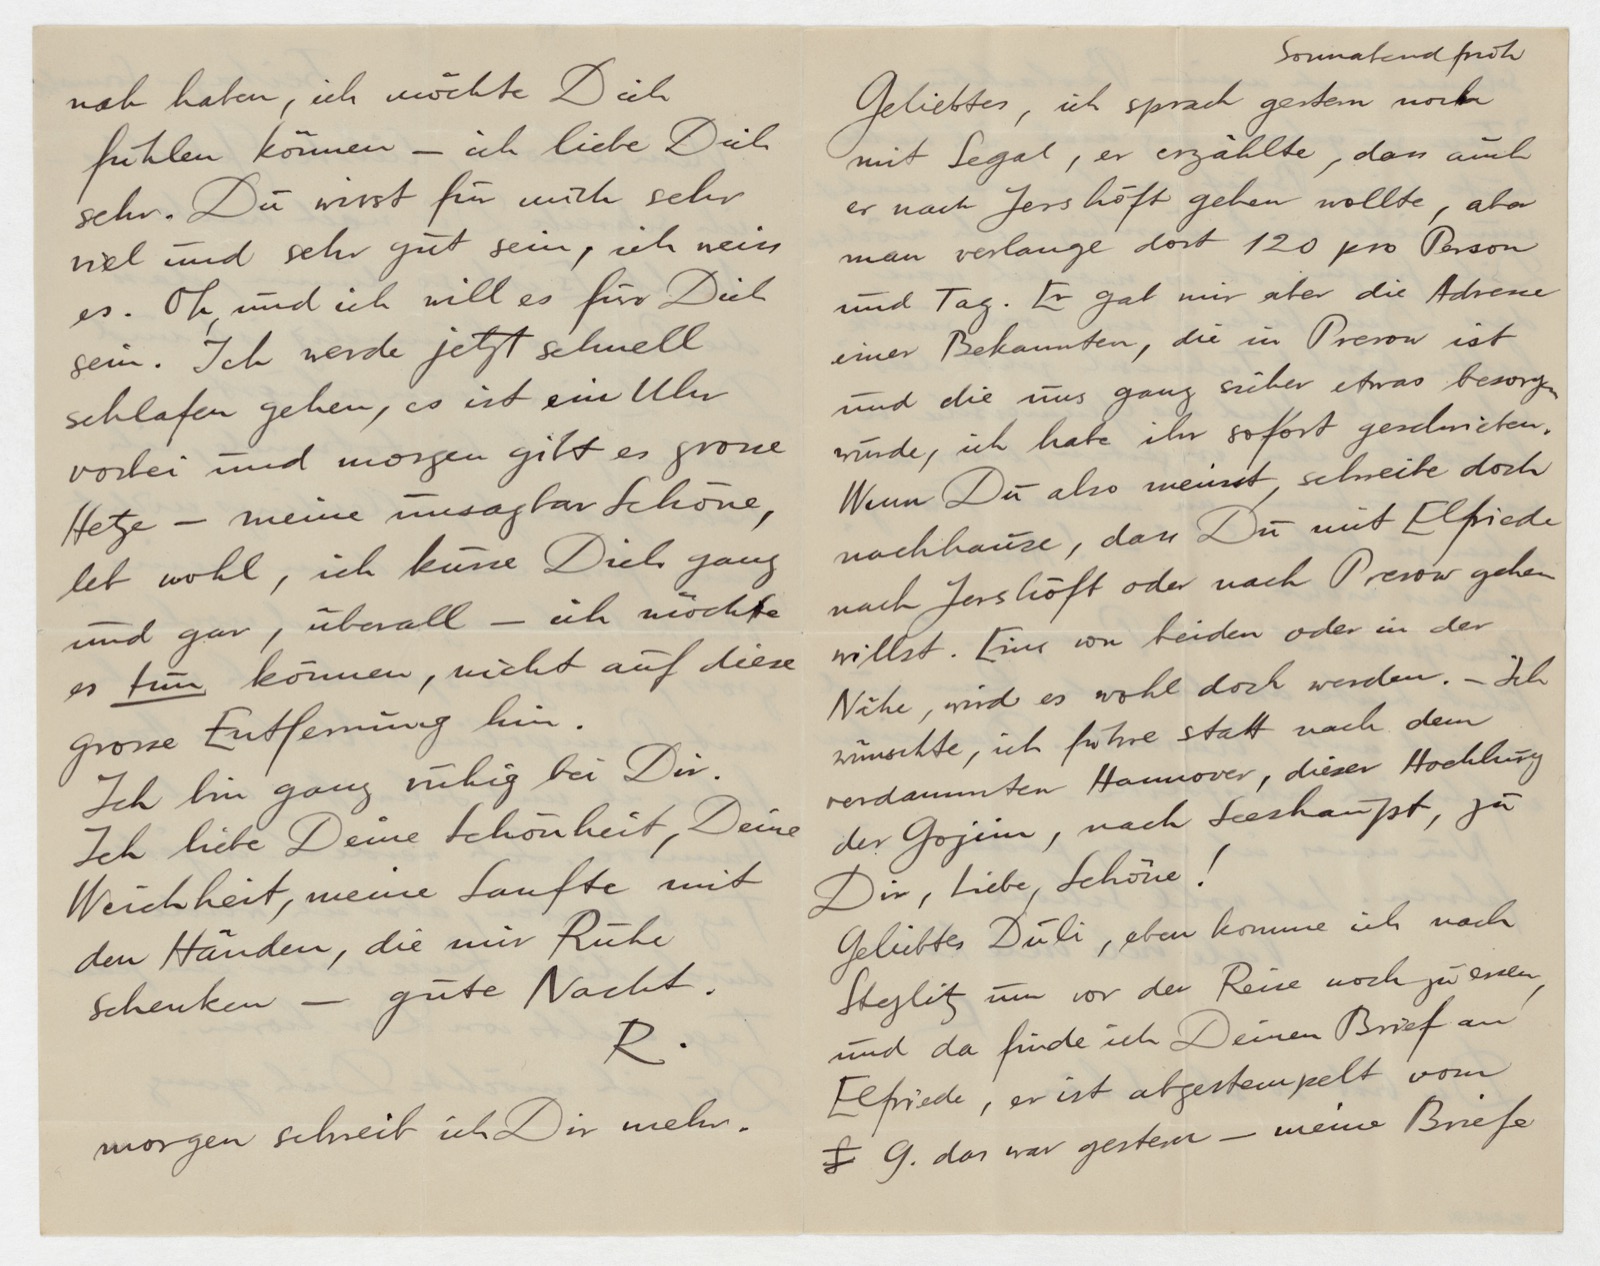 nah haben, ich möchte Dich
fühlen können – ich liebe Dich
sehr. Du wirst für mich sehr
viel und sehr gut sein, ich weiss
es. Oh, und ich will es für Dich
sein. Ich werde jetzt schnell
schlafen gehen, es ist ein Uhr
vorbei und morgen gibt es grosse
Hetze – meine unsagbar Schöne,
leb wohl, ich küsse Dich ganz
und gar, überall – ich möchte
es tun können, nicht auf diese
grosse Entfernung hin.
Ich bin ganz ruhig bei Dir.
Ich liebe Deine Schönheit, Deine
Weichheit, meine Sanfte mit
den Händen, die mir Ruhe
schenken – gute Nacht.
R.
morgen schreib ich Dir mehr.
Sonnabend früh
Geliebtes, ich sprach gestern noch
mit Segal, er erzählte, dass auch
er nach Jershöft gehen wollte, aber
man verlange dort 120 pro Person
und Tag. Er gab mir aber die Adresse
einer Bekannten, die in Prerow ist
und die uns ganz sicher etwas besorgen
würde, ich habe ihr sofort geschrieben.
Wenn Du also meinst, schreibe doch
nachhause, dass Du mit Elfriede
nach Jershöft oder nach Prerow gehen
willst. Eins von beiden oder in der
Nähe, wird es wohl doch werden. – Ich
wünschte, ich führe statt nach dem
verdammten Hannover, dieser Hochburg
der Gojim, nach Seeshaupt, zu
Dir, Liebe, Schöne!
Geliebtes Duli, eben komme ich nach
Steglitz um vor der Reise noch zu essen,
und da finde ich Deinen Brief an
Elfriede, er ist abgestempelt vom
9. das war gestern – meine Briefe